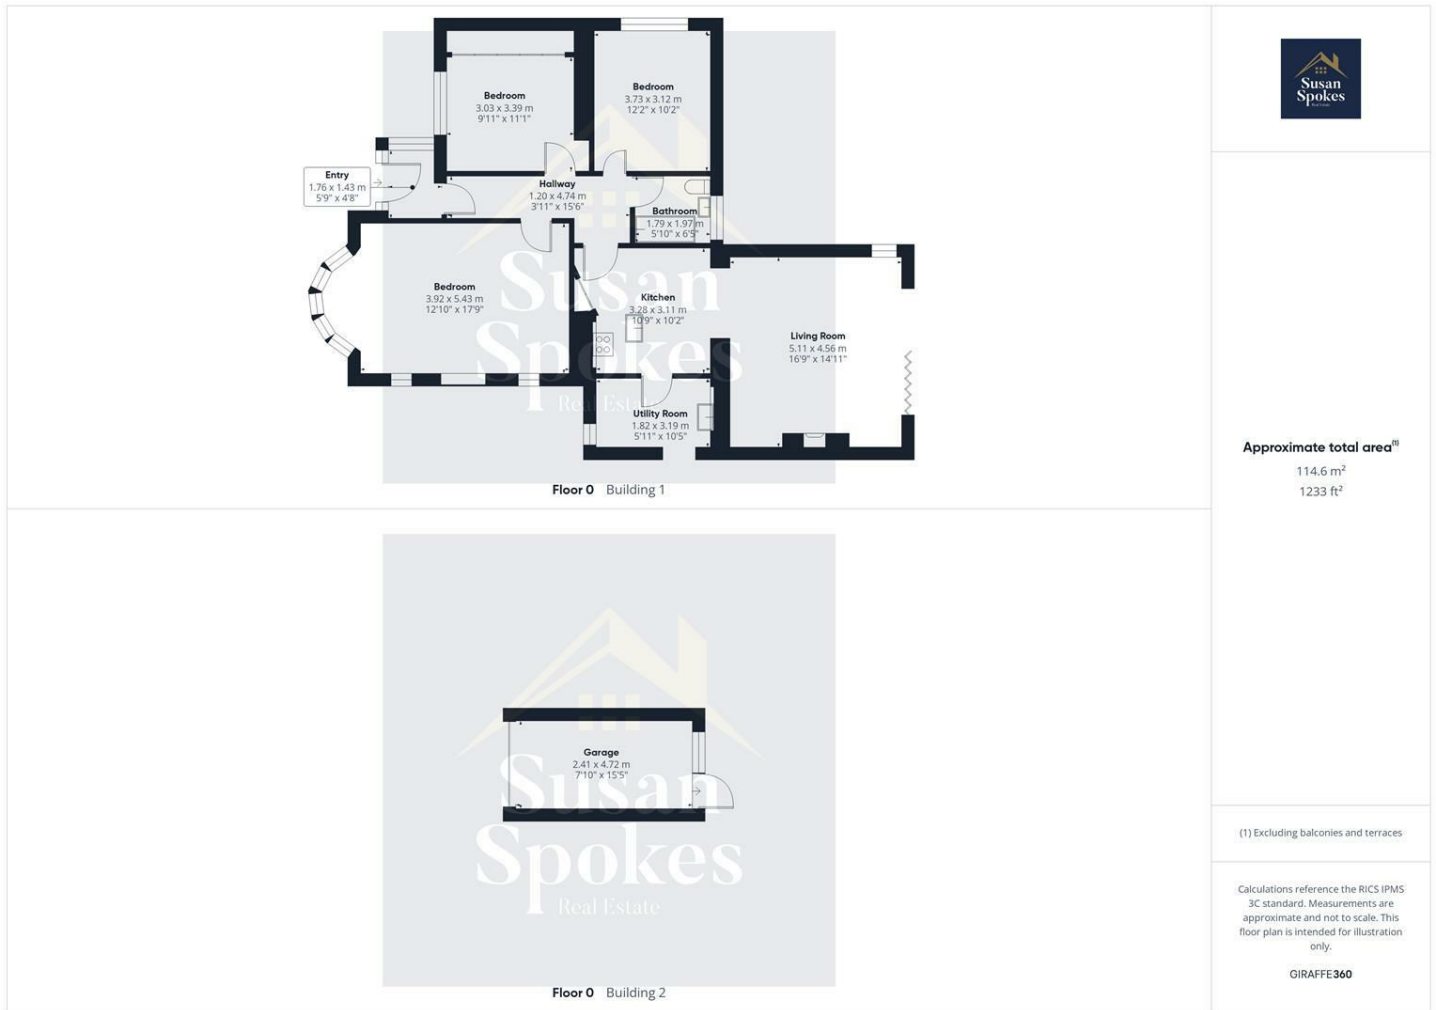 Bedroom
3.03 x 3.39 m
9'11" x 11'1"
Bedroom
3.73 x 3.12 m
12'2" x 10'2"
Entry
1.76 x 1.43 m
5'9" x 4'8"
Hallway
1.20 x 4.74 m
3'11" x 15'6"
Bathroom
1.79 x 1.97 m
5'10" x 6'5"
Bedroom
3.92 x 5.43 m
12'10" x 17'9"
Kitchen
3.28 x 3.11 m
10'9" x 10'2"
Living Room
5.11 x 4.56 m
16'9" x 14'11"
Utility Room
1.82 x 3.19 m
5'11" x 10'5"
Susan
Spokes
Real Estate
Floor 0 Building 1
Garage
2.41 x 4.72 m
7'10" x 15'5"
Susan
Spokes
Real Estate
Floor 0 Building 2
Susan
Spokes
Real Estate
Approximate total area(1)
114.6 m²
1233 ft²
(1) Excluding balconies and terraces
Calculations reference the RICS IPMS
3C standard. Measurements are
approximate and not to scale. This
floor plan is intended for illustration
only.
GIRAFFE360